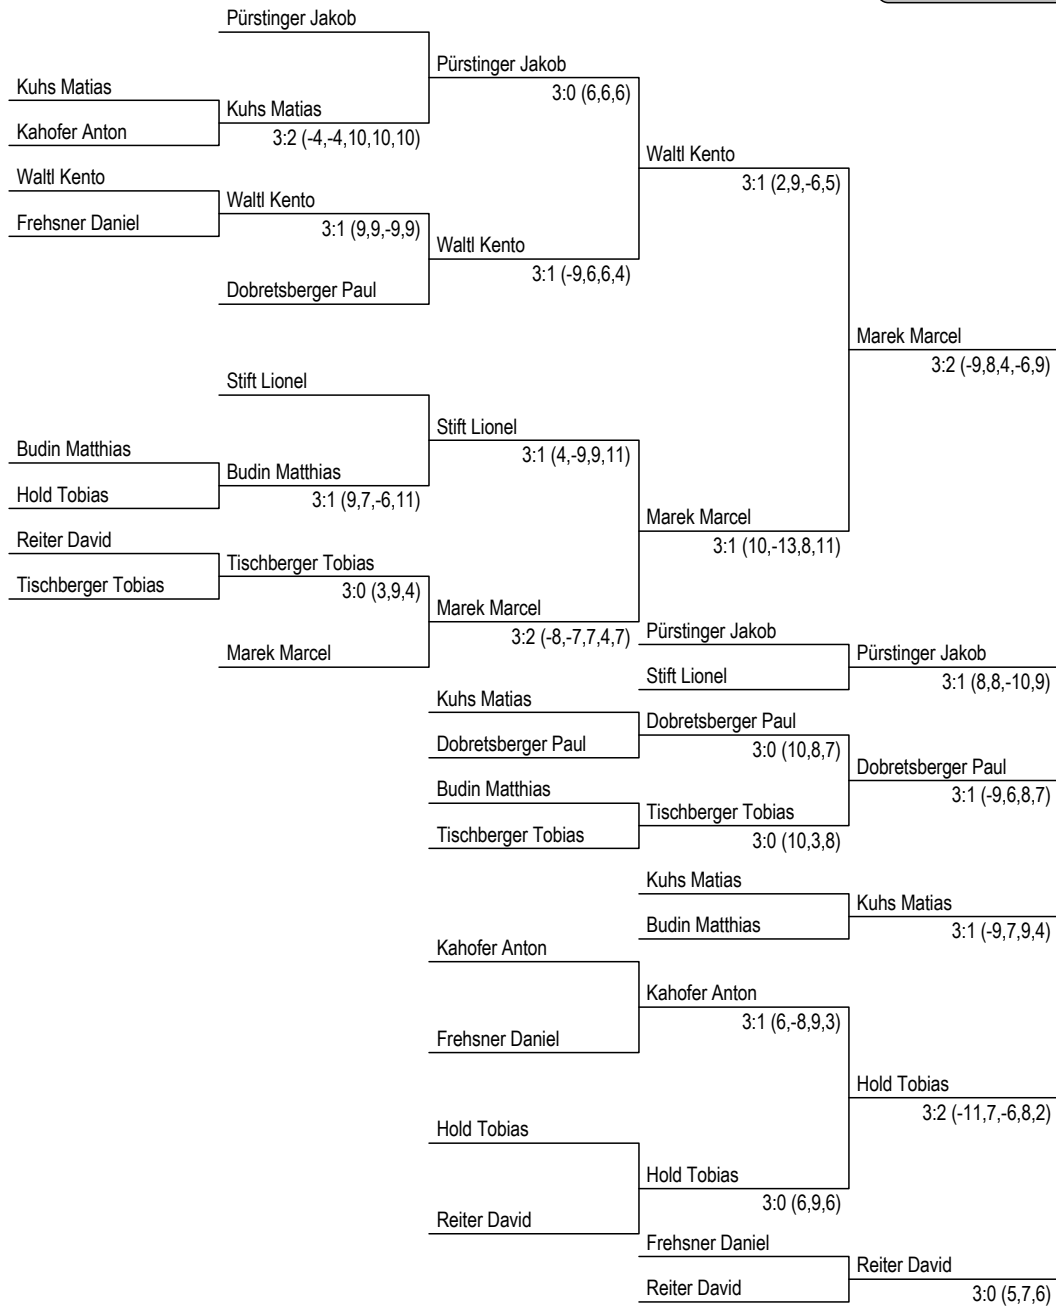 Pürstinger Jakob
Pürstinger Jakob
Kuhs Matias
3:0 (6,6,6)
Kuhs Matias
Kahofer Anton
3:2 (-4,-4,10,10,10)
Waltl Kento
Waltl Kento
3:1 (2,9,-6,5)
Waltl Kento
Frehsner Daniel
3:1 (9,9,-9,9)
Waltl Kento
3:1 (-9,6,6,4)
Dobretsberger Paul
Marek Marcel
3:2 (-9,8,4,-6,9)
Stift Lionel
Stift Lionel
Budin Matthias
3:1 (4,-9,9,11)
Budin Matthias
Hold Tobias
3:1 (9,7,-6,11)
Marek Marcel
Reiter David
3:1 (10,-13,8,11)
Tischberger Tobias
Tischberger Tobias
3:0 (3,9,4)
Marek Marcel
3:2 (-8,-7,7,4,7)
Pürstinger Jakob
Marek Marcel
Pürstinger Jakob
Stift Lionel
3:1 (8,8,-10,9)
Kuhs Matias
Dobretsberger Paul
Dobretsberger Paul
3:0 (10,8,7)
Dobretsberger Paul
Budin Matthias
3:1 (-9,6,8,7)
Tischberger Tobias
Tischberger Tobias
3:0 (10,3,8)
Kuhs Matias
Kuhs Matias
Budin Matthias
3:1 (-9,7,9,4)
Kahofer Anton
Kahofer Anton
3:1 (6,-8,9,3)
Frehsner Daniel
Hold Tobias
3:2 (-11,7,-6,8,2)
Hold Tobias
Hold Tobias
3:0 (6,9,6)
Reiter David
Frehsner Daniel
Reiter David
Reiter David
3:0 (5,7,6)